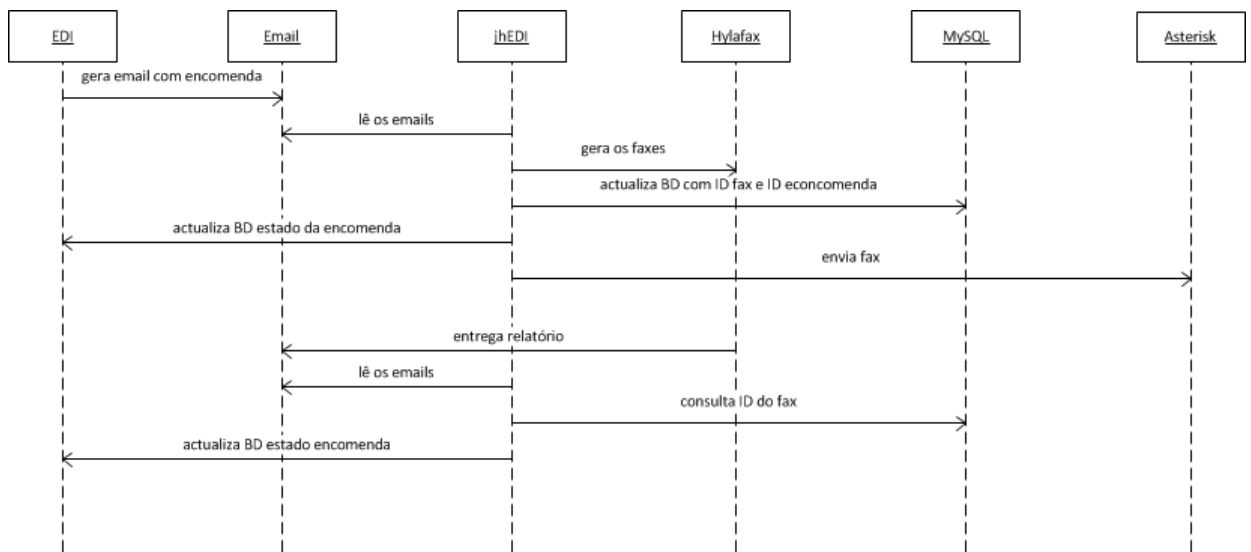 EDI
Email
jhEDI
Hylafax
MySQL
Asterisk
gera email com encomenda
lê os emails
gera os faxes
actualiza BD com ID fax e ID econcomenda
actualiza BD estado da encomenda
envia fax
entrega relatório
lê os emails
consulta ID do fax
actualiza BD estado encomenda